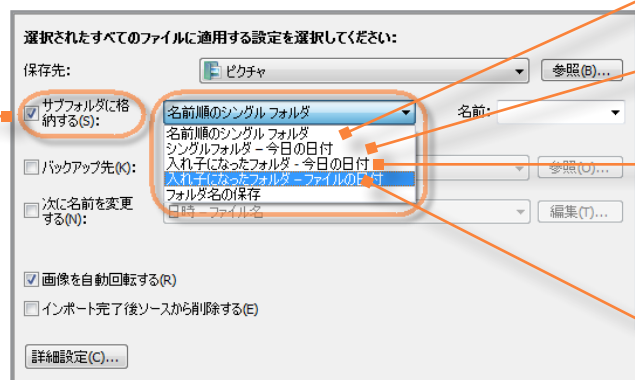 選択されたすべてのファイルに適用する設定を選択してください:
保存先: ピクチャ 参照(B)...
サブフォルダに格
納する(S): 名前順のシングル フォルダ 名前:
名前順のシングル フォルダ
シングルフォルダ – 今日の日付
入れ子になったフォルダ - 今日の日付
バックアップ先(K): 参照(U)...
入れ子になったフォルダ – ファイルの日付
フォルダ名の保存
次に名前を変更
する(N): 日時 – ファイル名 編集(T)...
画像を自動回転する(R)
インポート完了後ソースから削除する(E)
詳細設定(C)...